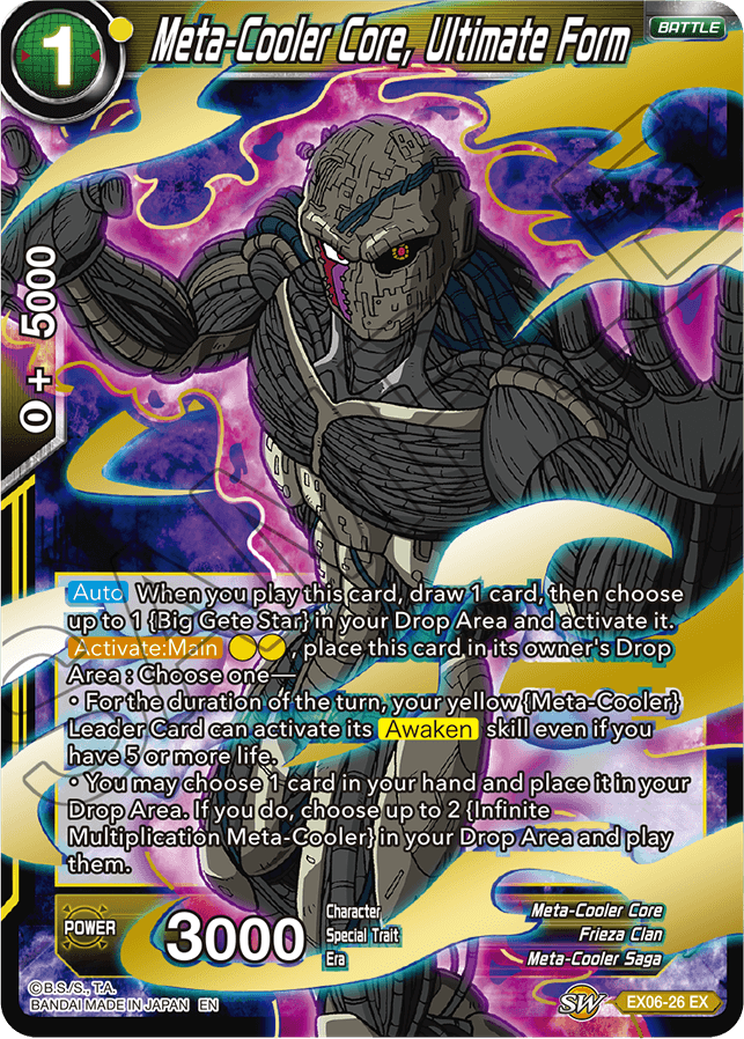 1
Meta-Cooler Core, Ultimate Form
BATTLE
0 + 5000
SAMPLE
Auto When you play this card, draw 1 card, then choose
up to 1 {Big Gete Star} in your Drop Area and activate it.
Activate:Main , place this card in its owner's Drop
Area : Choose one—
• For the duration of the turn, your yellow {Meta-Cooler}
Leader Card can activate its Awaken skill even if you
have 5 or more life.
• You may choose 1 card in your hand and place it in your
Drop Area. If you do, choose up to 2 {Infinite
Multiplication Meta-Cooler} in your Drop Area and play
them.
POWER 3000
Character Meta-Cooler Core
Special Trait Frieza Clan
Era Meta-Cooler Saga
©B.S./S., T.A.
BANDAI MADE IN JAPAN EN
SW EX06-26 EX